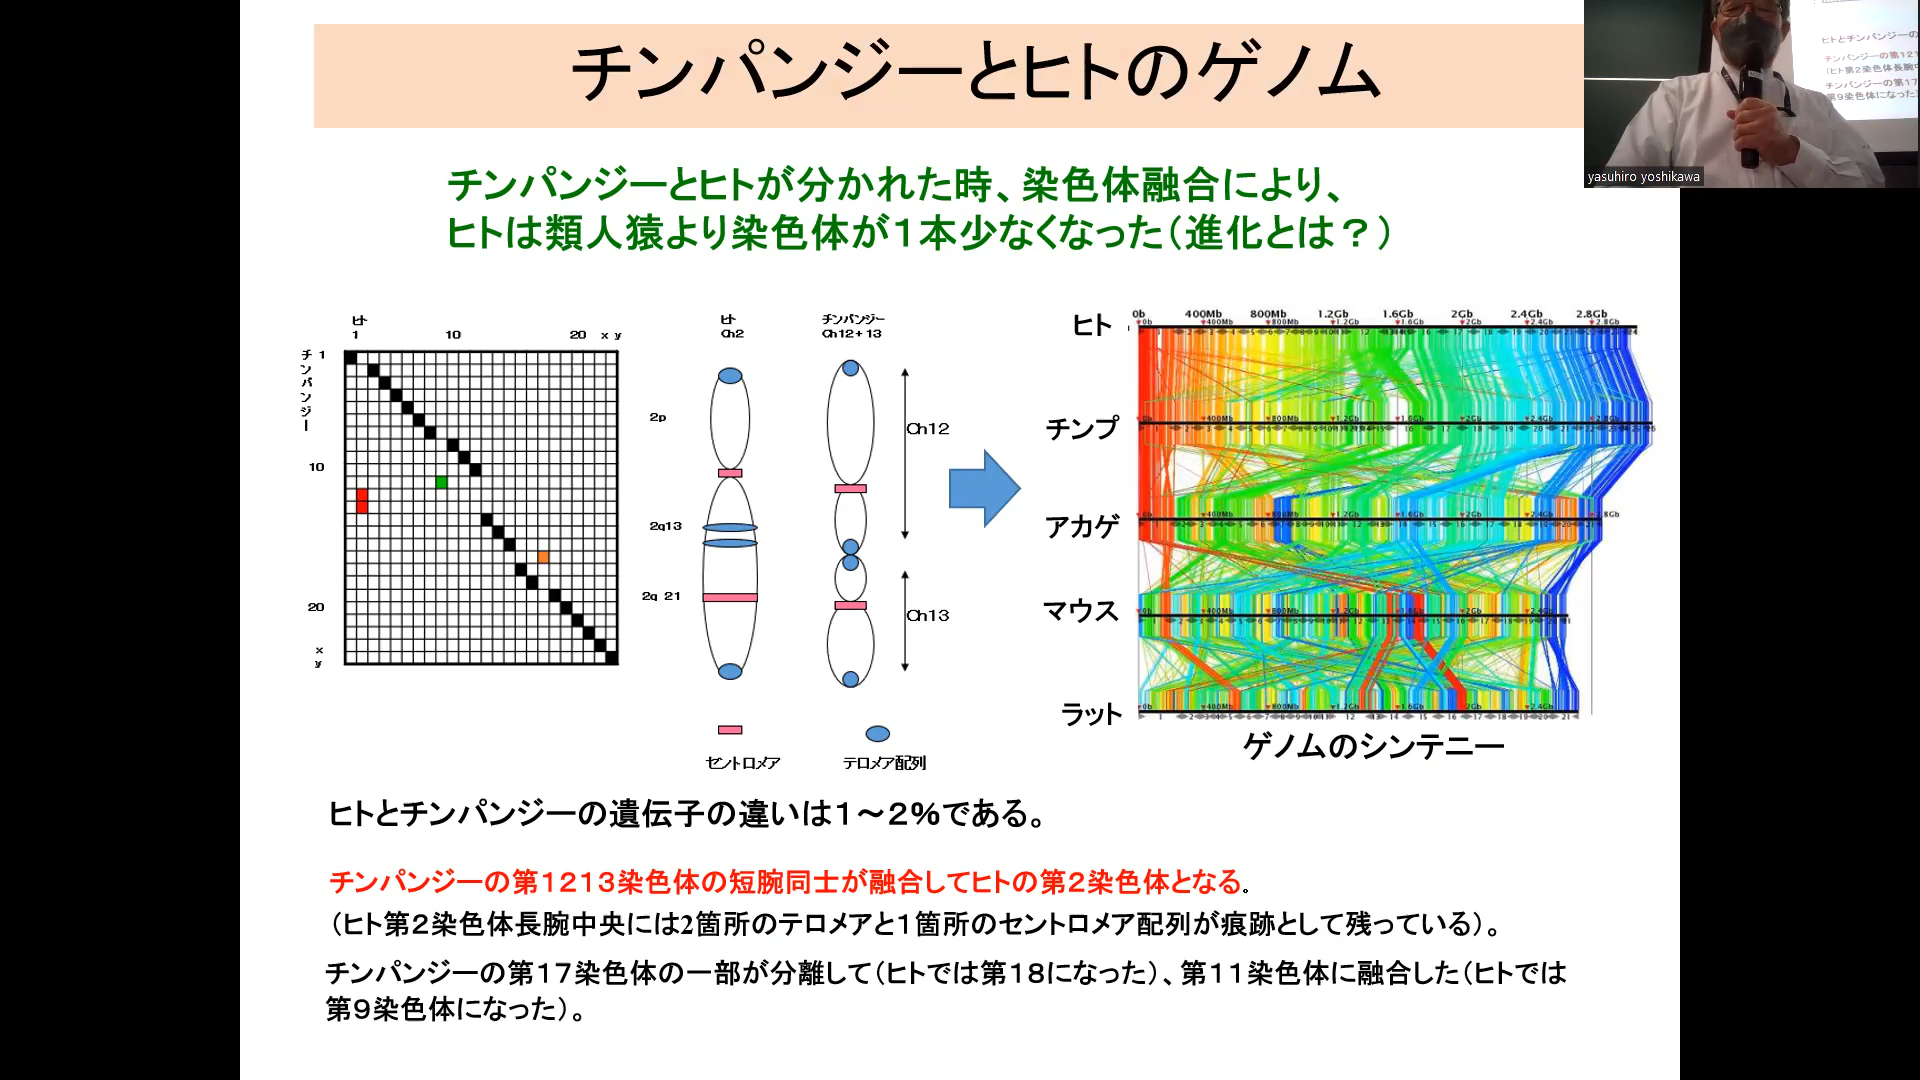 チンパンジーとヒトのゲノム
yasuhiro yoshikawa
チンパンジーとヒトが分かれた時、染色体融合により、
ヒトは類人猿より染色体が1本少なくなった(進化とは?)
ヒト
1 10 20 x y
チンパンジー
1
10
20
x
y
ヒト
Ch2
チンパンジー
Ch12+13
2p
2q13
2q 21
Ch12
Ch13
セントロメア
テロメア配列
0b 400Mb 800Mb 1.2Gb 1.6Gb 2Gb 2.4Gb 2.8Gb
ヒト
チンプ
アカゲ
マウス
ラット
ゲノムのシンテニー
ヒトとチンパンジーの遺伝子の違いは1~2%である。
チンパンジーの第1213染色体の短腕同士が融合してヒトの第2染色体となる。
(ヒト第2染色体長腕中央には2箇所のテロメアと1箇所のセントロメア配列が痕跡として残っている)。
チンパンジーの第17染色体の一部が分離して(ヒトでは第18になった)、第11染色体に融合した(ヒトでは
第9染色体になった)。